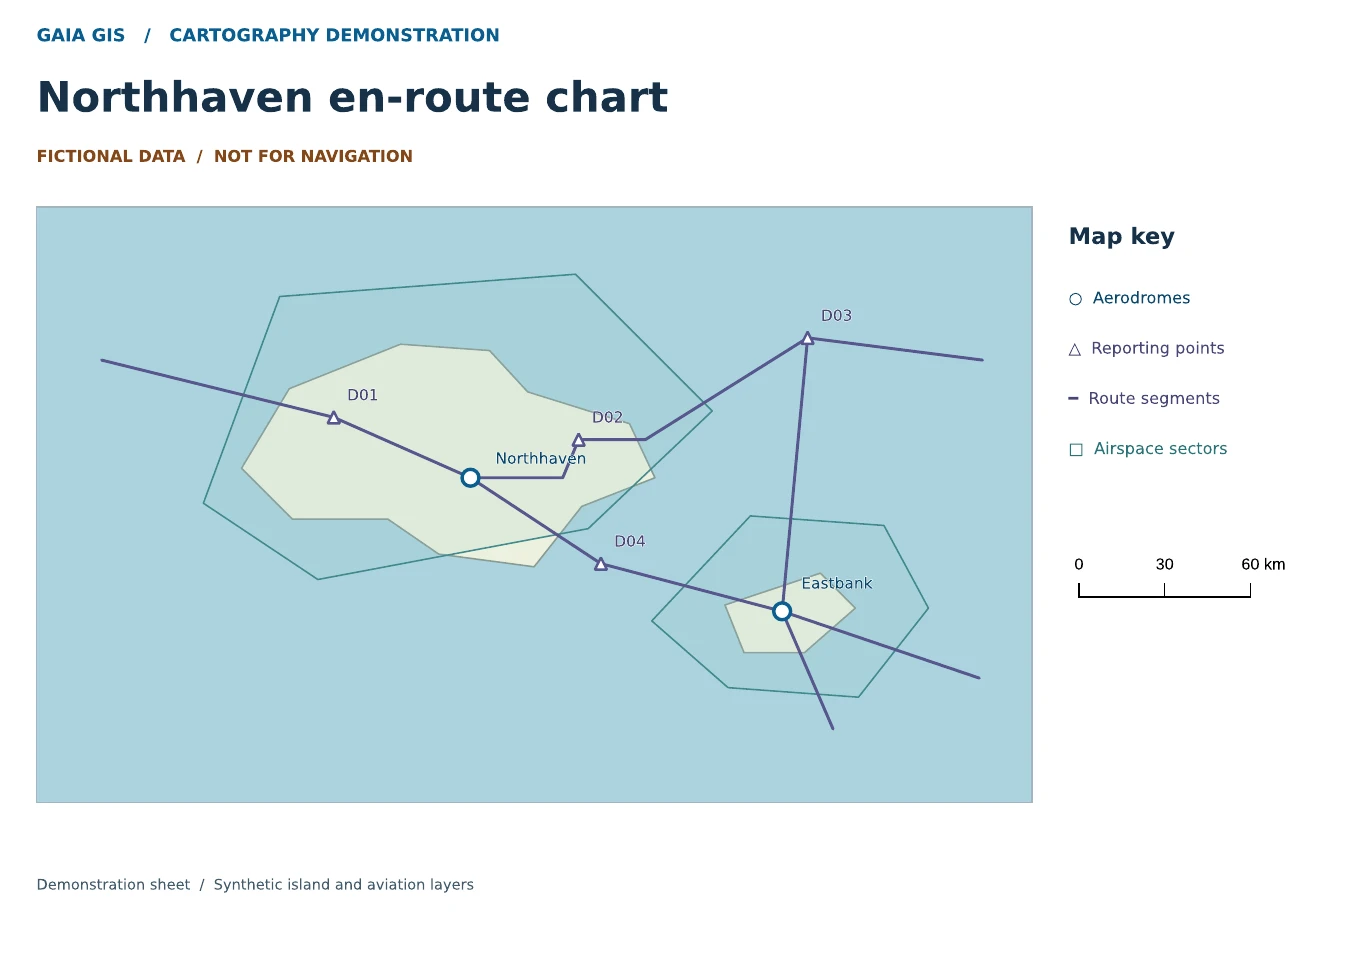 GAIA GIS / CARTOGRAPHY DEMONSTRATION
Northhaven en-route chart
FICTIONAL DATA / NOT FOR NAVIGATION
D03
D01
D02
Northhaven
D04
Eastbank
Map key
Aerodromes
Reporting points
Route segments
Airspace sectors
0 30 60 km
Demonstration sheet / Synthetic island and aviation layers